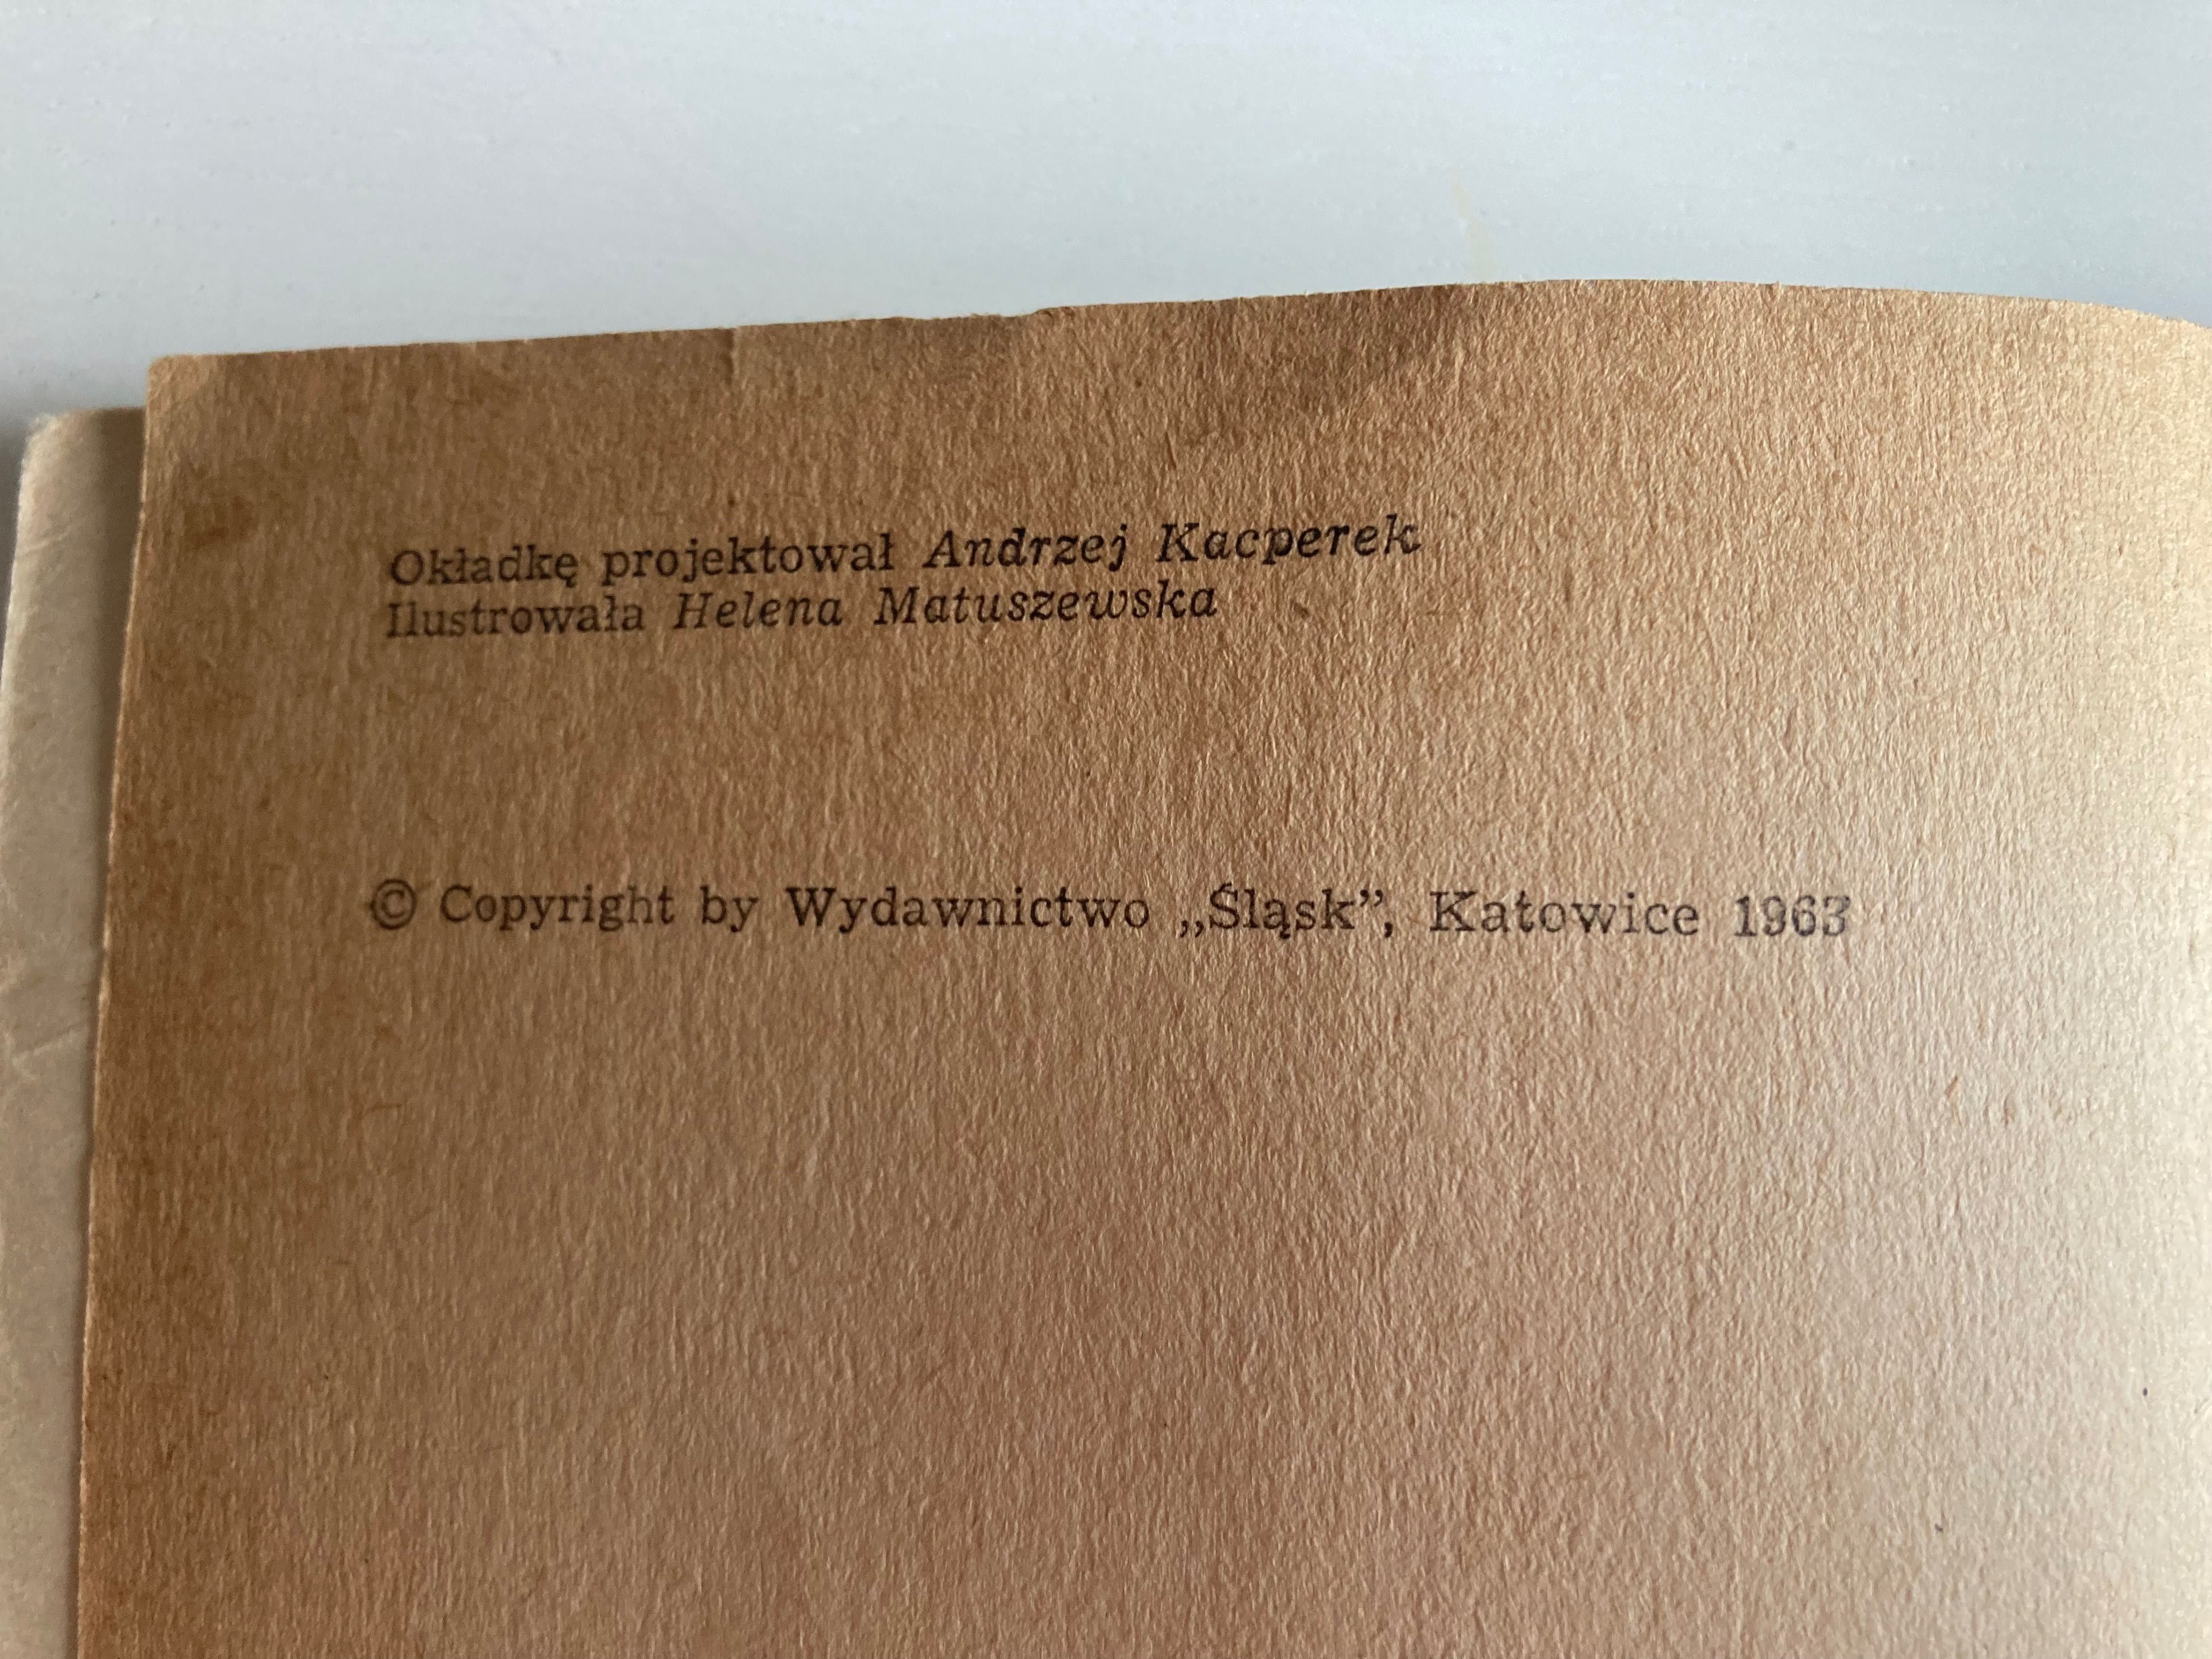 Okładkę projektował Andrzej Kacperek
Ilustrowała Helena Matuszewska
© Copyright by Wydawnictwo „Śląsk”, Katowice 1963